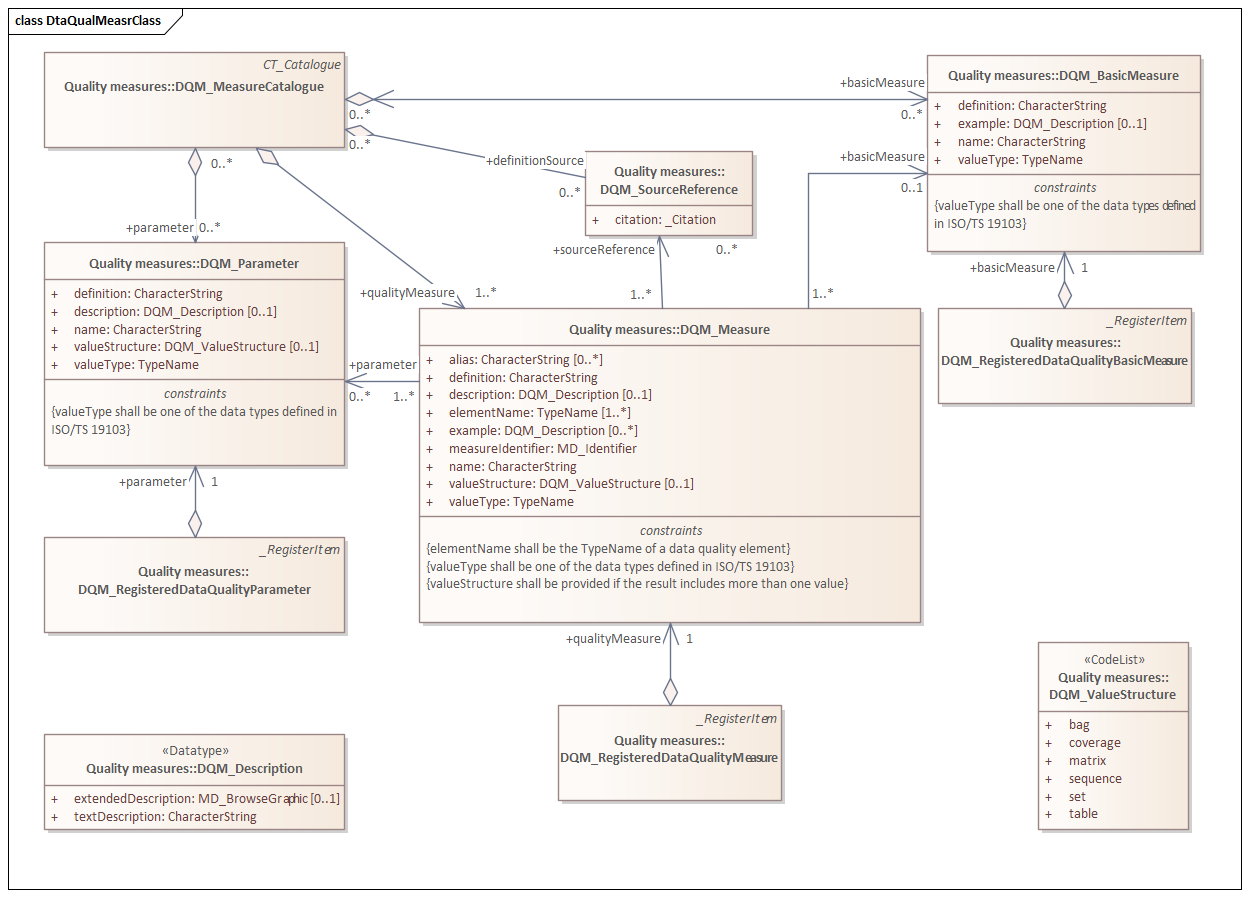 class DtaQualMeasrClass
CT_Catalogue
Quality measures::DQM_MeasureCatalogue
0..*
0..*
0..*
+basicMeasure
0..*
Quality measures::DQM_BasicMeasure
+ definition: CharacterString
+ example: DQM_Description [0..1]
+ name: CharacterString
+ valueType: TypeName
constraints
{valueType shall be one of the data types defined
in ISO/TS 19103}
+basicMeasure
0..1
+definitionSource
0..*
Quality measures::
DQM_SourceReference
+ citation: _Citation
+sourceReference
0..*
1..*
1..*
+parameter
0..*
+qualityMeasure
1..*
+basicMeasure
1
_RegisterItem
Quality measures::
DQM_RegisteredDataQualityBasicMeasure
Quality measures::DQM_Parameter
+ definition: CharacterString
+ description: DQM_Description [0..1]
+ name: CharacterString
+ valueStructure: DQM_ValueStructure [0..1]
+ valueType: TypeName
constraints
{valueType shall be one of the data types defined in
ISO/TS 19103}
+parameter
0..*
1..*
Quality measures::DQM_Measure
+ alias: CharacterString [0..*]
+ definition: CharacterString
+ description: DQM_Description [0..1]
+ elementName: TypeName [1..*]
+ example: DQM_Description [0..*]
+ measureIdentifier: MD_Identifier
+ name: CharacterString
+ valueStructure: DQM_ValueStructure [0..1]
+ valueType: TypeName
constraints
{elementName shall be the TypeName of a data quality element}
{valueType shall be one of the data types defined in ISO/TS 19103}
{valueStructure shall be provided if the result includes more than one value}
+parameter
1
_RegisterItem
Quality measures::
DQM_RegisteredDataQualityParameter
+qualityMeasure
1
_RegisterItem
Quality measures::
DQM_RegisteredDataQualityMeasure
«Datatype»
Quality measures::DQM_Description
+ extendedDescription: MD_BrowseGraphic [0..1]
+ textDescription: CharacterString
«CodeList»
Quality measures::
DQM_ValueStructure
+ bag
+ coverage
+ matrix
+ sequence
+ set
+ table